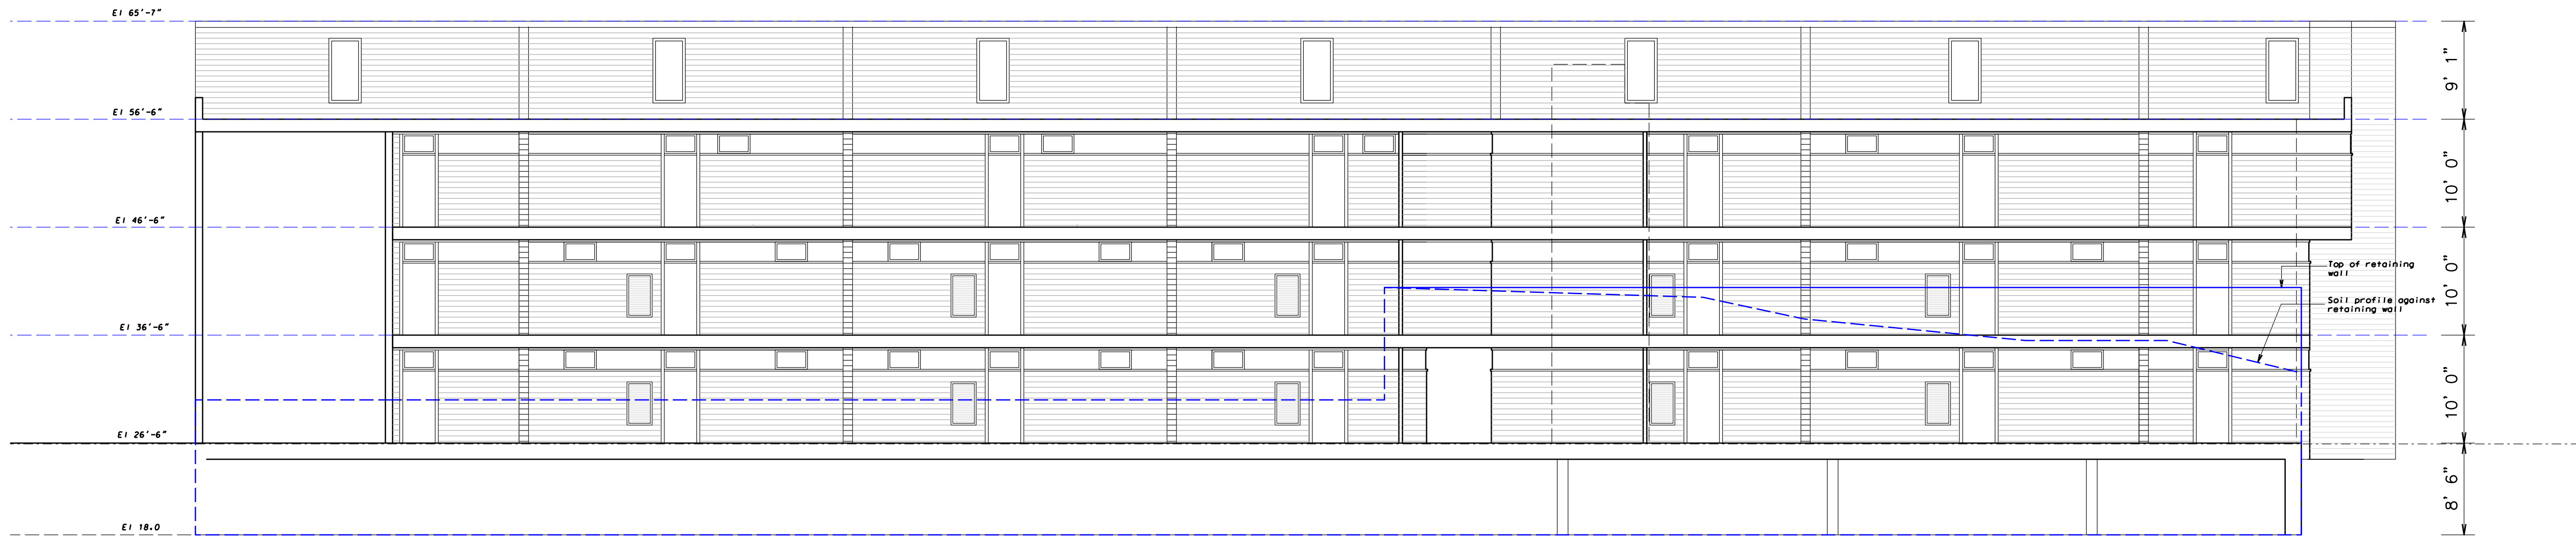 El 65'-7"
9' 1"
El 56'-6"
10' 0"
El 46'-6"
10' 0"
Top of retaining
wall
Soil profile against
retaining wall
El 36'-6"
10' 0"
El 26'-6"
8' 6"
El 18.0